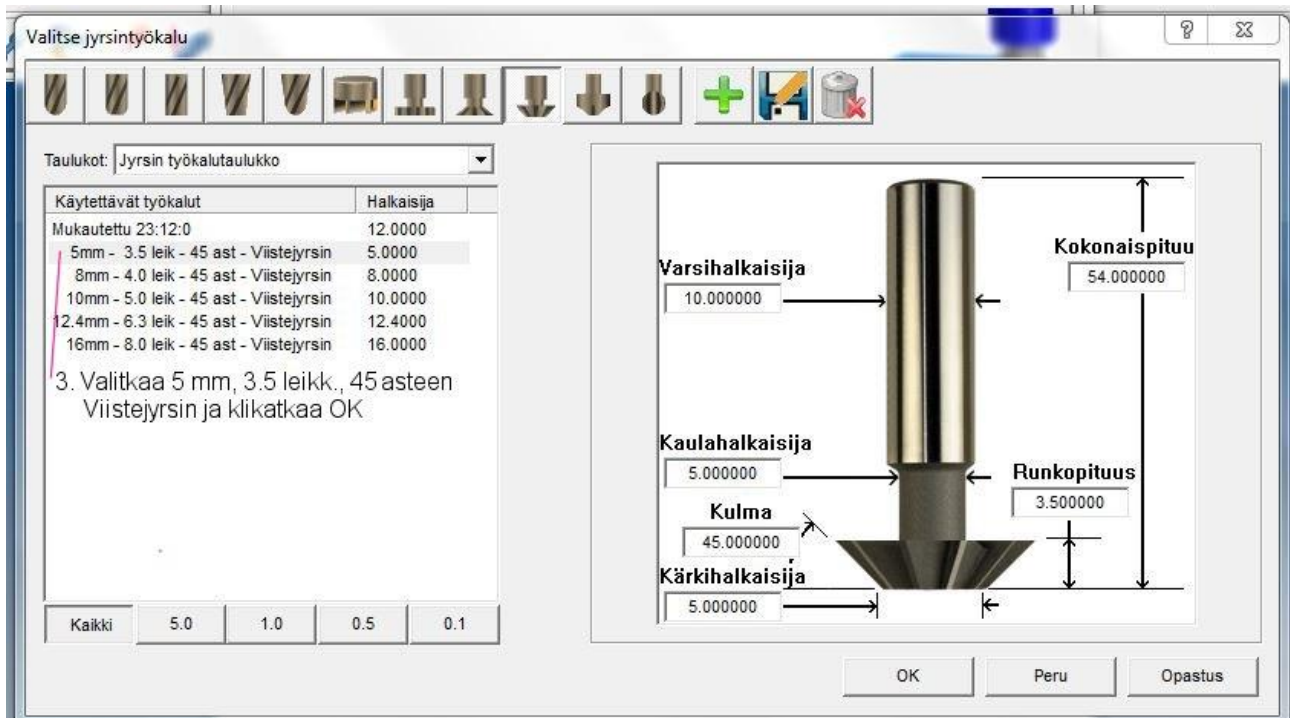 Valitse jyrsintyökalu
Taulukot: Jyrsin työkalutaulukko
Käytettävät työkalut Halkaisija
Mukautettu 23:12:0 12.0000
5mm - 3.5 leik - 45 ast - Viistejyrsin 5.0000
8mm - 4.0 leik - 45 ast - Viistejyrsin 8.0000
10mm - 5.0 leik - 45 ast - Viistejyrsin 10.0000
12.4mm - 6.3 leik - 45 ast - Viistejyrsin 12.4000
16mm - 8.0 leik - 45 ast - Viistejyrsin 16.0000
3. Valitkaa 5 mm, 3.5 leikk., 45 asteen
Viistejyrsin ja klikatkaa OK
Kaikki 5.0 1.0 0.5 0.1
Kokonaispituu
54.000000
Varsihalkaisija
10.000000
Kaulahalkaisija
5.000000
Runkopituus
3.500000
Kulma
45.000000
Kärkihalkaisija
5.000000
OK Peru Opastus